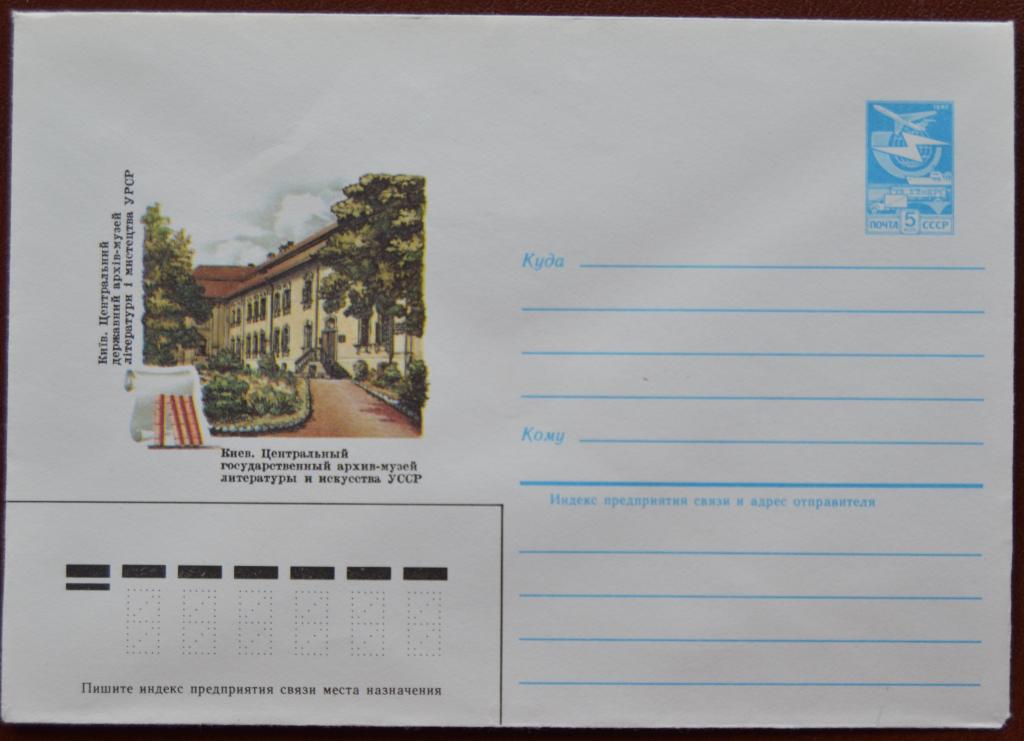 Київ. Центральний
державний архів-музей
літератури і мистецтва УРСР
Киев. Центральный
государственный архив-музей
литературы и искусства УССР
ПОЧТА 5 СССР
Куда
Кому
Индекс предприятия связи и адрес отправителя
Пишите индекс предприятия связи места назначения